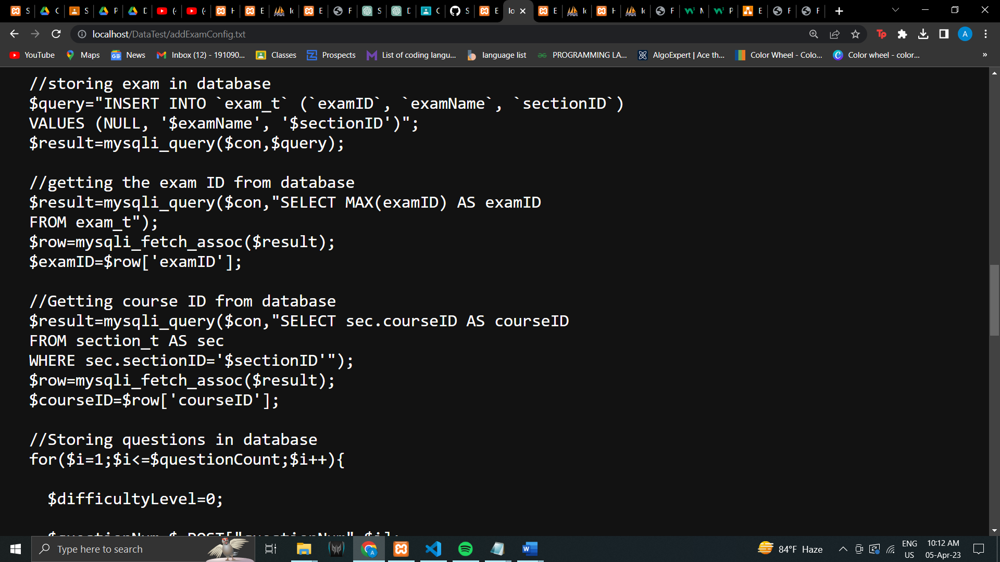 localhost/DataTest/addExamConfig.txt
YouTube
Maps
News
Inbox (12) - 191090...
Classes
Prospects
List of coding langu...
language list
PROGRAMMING LA...
AlgoExpert | Ace th...
Color Wheel - Colo...
Color wheel - color...
»
//storing exam in database
$query="INSERT INTO `exam_t` (`examID`, `examName`, `sectionID`)
VALUES (NULL, '$examName', '$sectionID')";
$result=mysqli_query($con,$query);
//getting the exam ID from database
$result=mysqli_query($con,"SELECT MAX(examID) AS examID
FROM exam_t");
$row=mysqli_fetch_assoc($result);
$examID=$row['examID'];
//Getting course ID from database
$result=mysqli_query($con,"SELECT sec.courseID AS courseID
FROM section_t AS sec
WHERE sec.sectionID='$sectionID'");
$row=mysqli_fetch_assoc($result);
$courseID=$row['courseID'];
//Storing questions in database
for($i=1;$i<=$questionCount;$i++){
$difficultyLevel=0;
Type here to search
84°F Haze
ENG
US
10:12 AM
05-Apr-23